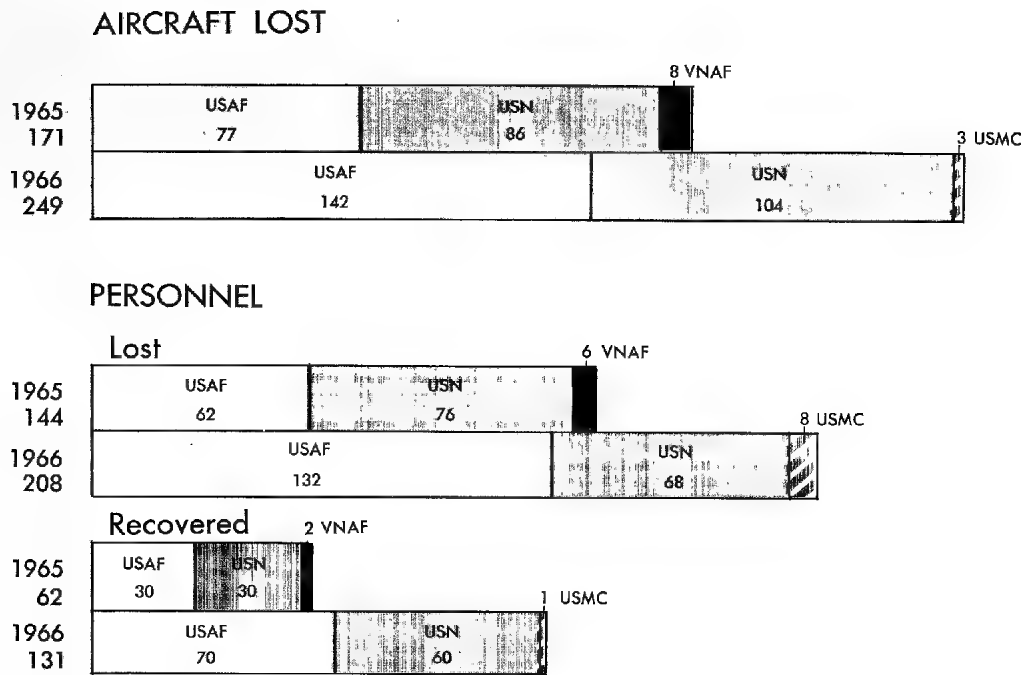 AIRCRAFT LOST
8 VNAF
1965
171
USAF
77
USN
86
3 USMC
1966
249
USAF
142
USN
104
PERSONNEL
Lost
6 VNAF
1965
144
USAF
62
USN
76
8 USMC
1966
208
USAF
132
USN
68
Recovered
2 VNAF
1965
62
USAF
30
USN
30
1 USMC
1966
131
USAF
70
USN
60